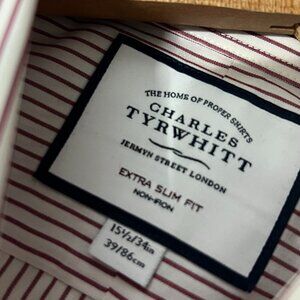 THE HOME OF PROPER SHIRTS
CHARLES
TYRWHITT
JERMYN STREET LONDON
EXTRA SLIM FIT
NON-IRON
15½/34in
39/86cm